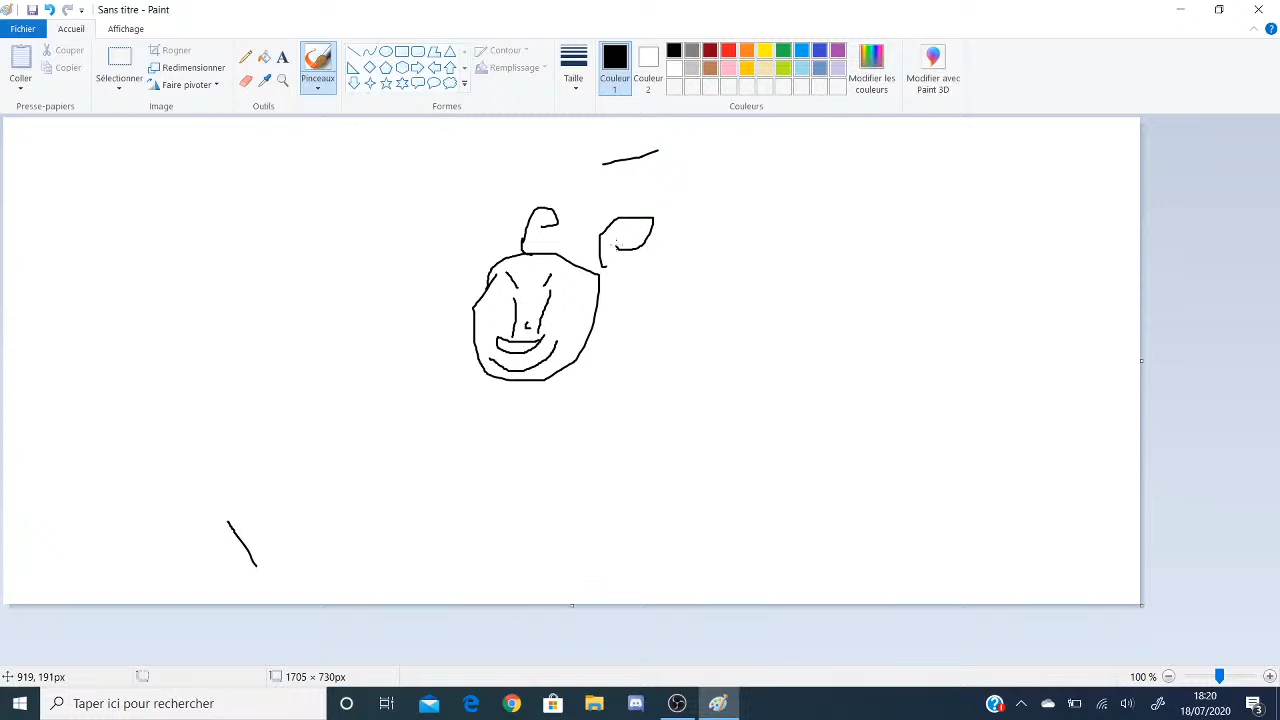 Sans titre - Paint
Fichier
Accueil
Affichage
Coller
Couper
Copier
Presse-papiers
Sélectionner
Rogner
Redimensionner
Faire pivoter
Image
Outils
Pinceaux
Formes
Contour
Remplissage
Taille
Couleur 1
Couleur 2
Modifier les couleurs
Couleurs
Modifier avec Paint 3D
919, 191px
1705 × 730px
100 %
Taper ici pour rechercher
18:20
18/07/2020